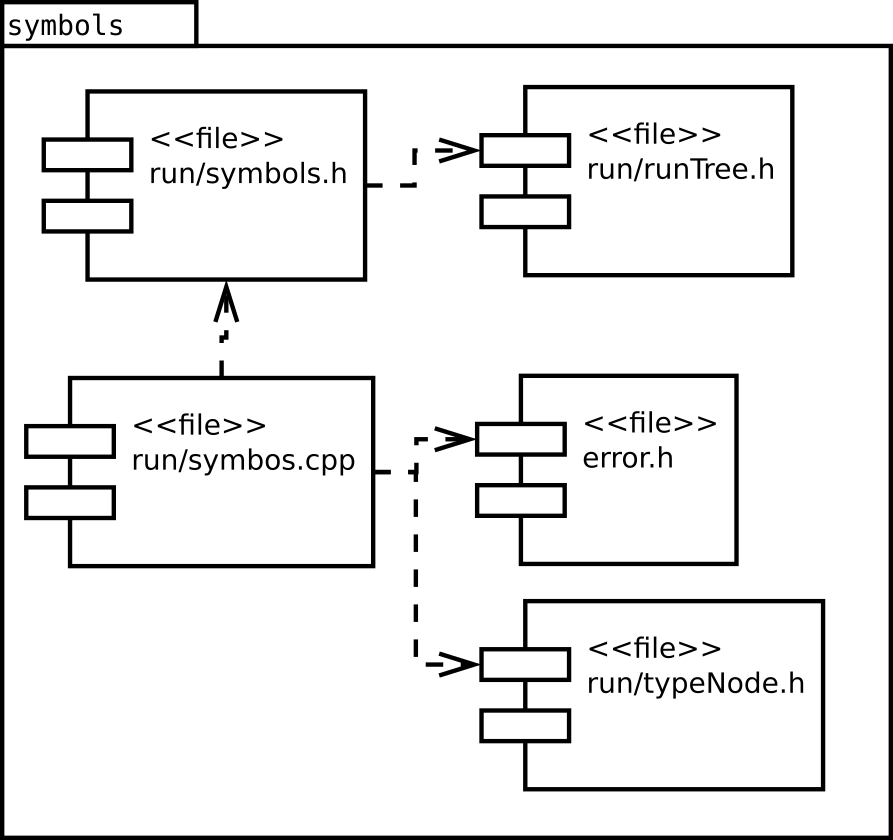 symbols
<<file>>
run/symbols.h
<<file>>
run/runTree.h
<<file>>
run/symbos.cpp
<<file>>
error.h
<<file>>
run/typeNode.h